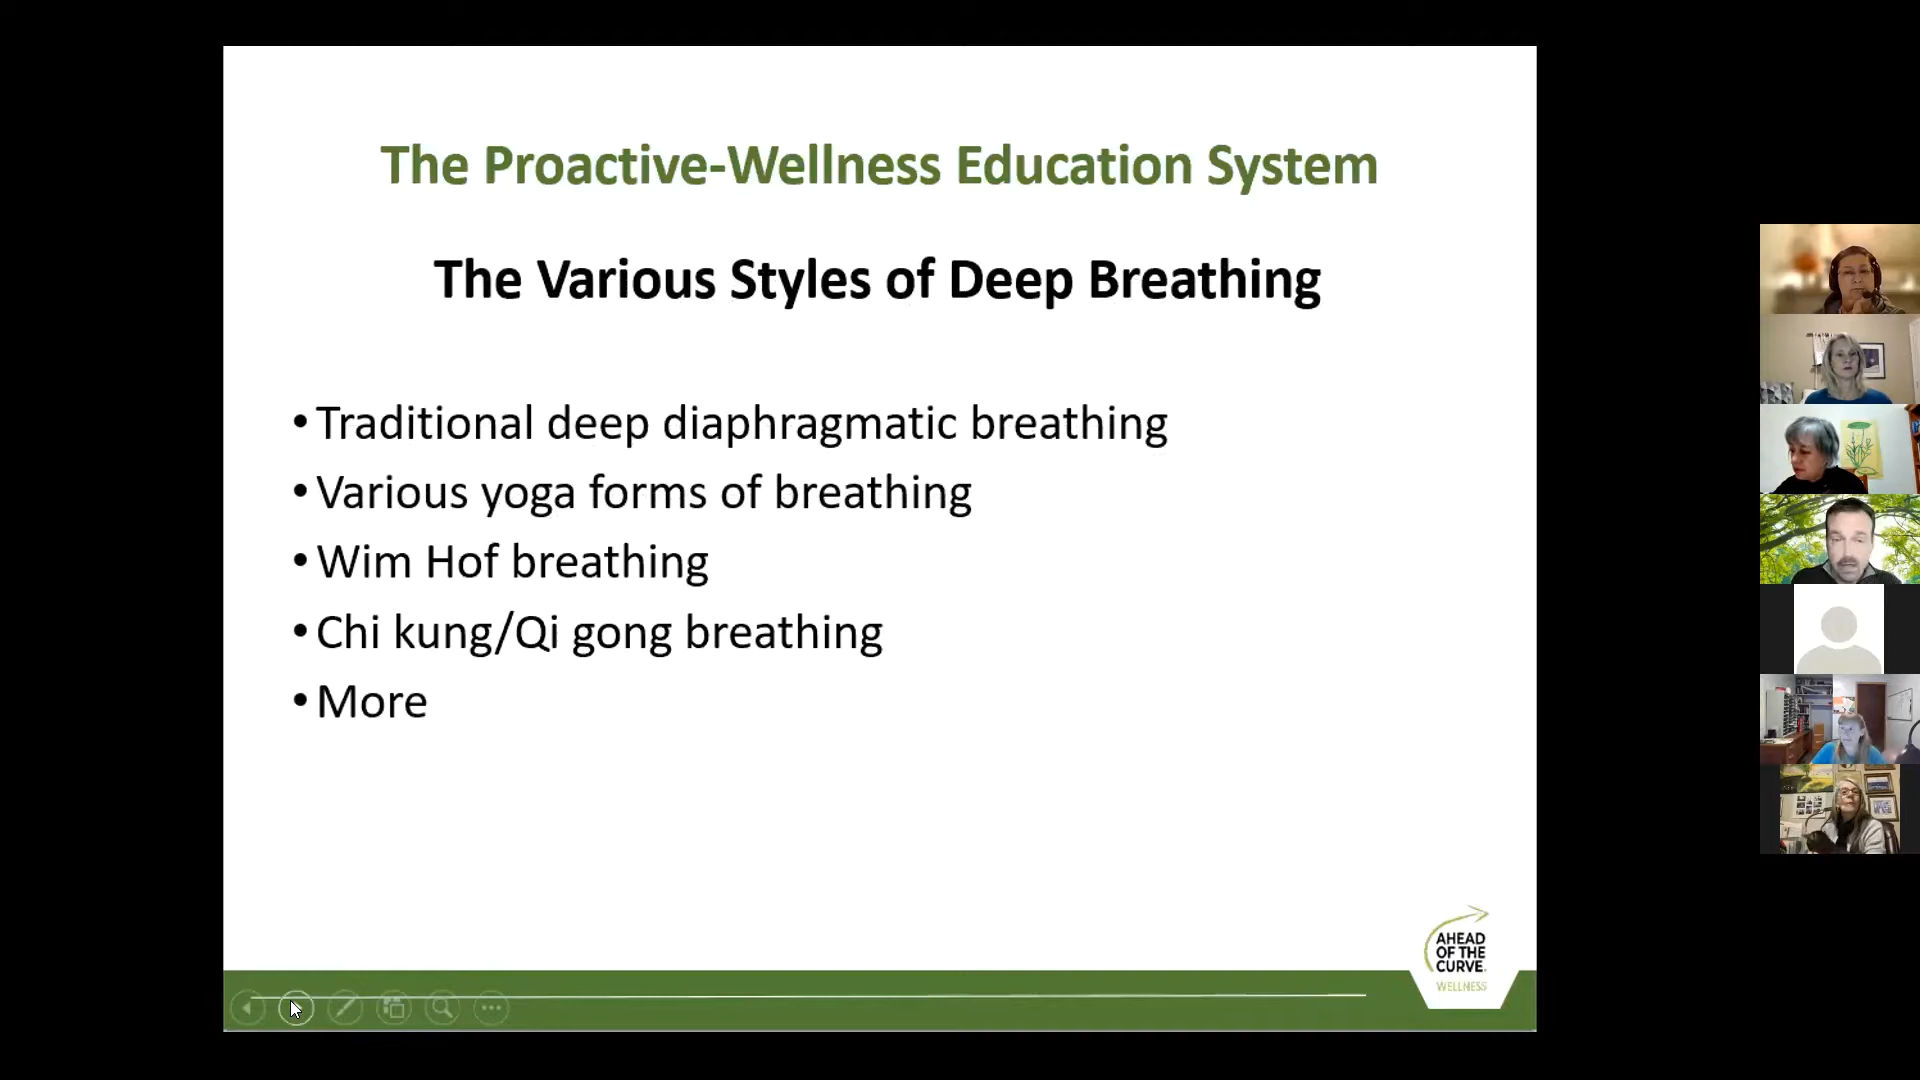 The Proactive-Wellness Education System
The Various Styles of Deep Breathing
•Traditional deep diaphragmatic breathing
•Various yoga forms of breathing
•Wim Hof breathing
•Chi kung/Qi gong breathing
•More
AHEAD
OF THE
CURVE.
WELLNESS